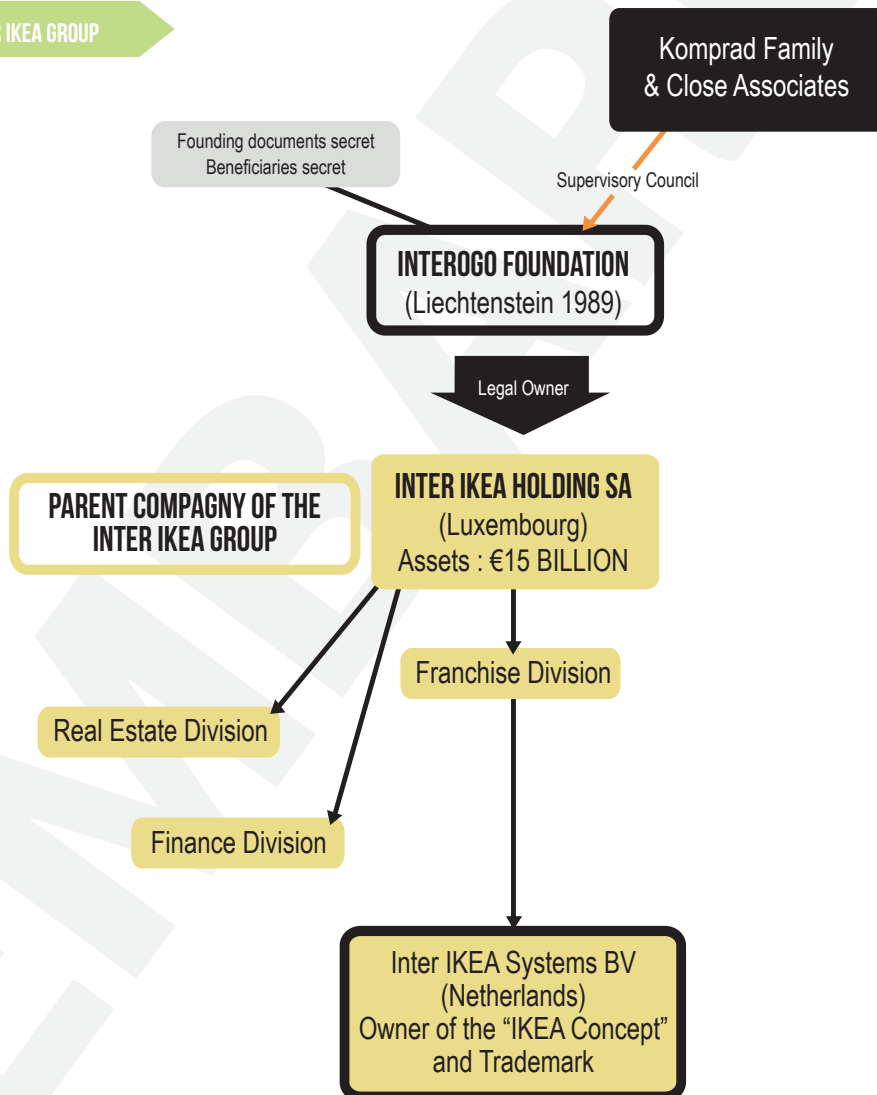 R IKEA GROUP
Komprad Family
& Close Associates
Founding documents secret
Beneficiaries secret
Supervisory Council
INTEROGO FOUNDATION
(Liechtenstein 1989)
Legal Owner
PARENT COMPAGNY OF THE
INTER IKEA GROUP
INTER IKEA HOLDING SA
(Luxembourg)
Assets : €15 BILLION
Franchise Division
Real Estate Division
Finance Division
Inter IKEA Systems BV
(Netherlands)
Owner of the “IKEA Concept”
and Trademark